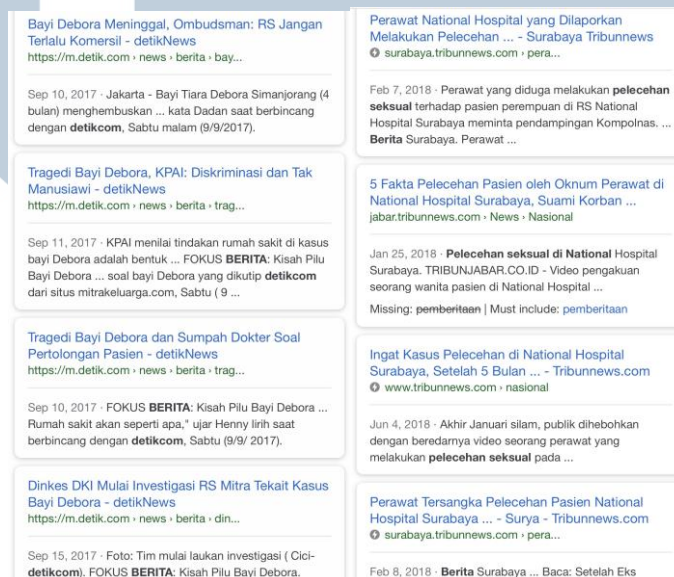 Bayi Debora Meninggal, Ombudsman: RS Jangan
Terlalu Komersil - detikNews
https://m.detik.com › news › berita › bay...
Sep 10, 2017 · Jakarta - Bayi Tiara Debora Simanjorang (4
bulan) menghembuskan ... kata Dadan saat berbincang
dengan detikcom, Sabtu malam (9/9/2017).
Tragedi Bayi Debora, KPAI: Diskriminasi dan Tak
Manusiawi - detikNews
https://m.detik.com › news › berita › trag...
Sep 11, 2017 · KPAI menilai tindakan rumah sakit di kasus
bayi Debora adalah bentuk ... FOKUS BERITA: Kisah Pilu
Bayi Debora ... soal bayi Debora yang dikutip detikcom
dari situs mitrakeluarga.com, Sabtu ( 9 ...
Tragedi Bayi Debora dan Sumpah Dokter Soal
Pertolongan Pasien - detikNews
https://m.detik.com › news › berita › trag...
Sep 10, 2017 · FOKUS BERITA: Kisah Pilu Bayi Debora ...
Rumah sakit akan seperti apa," ujar Henny lirih saat
berbincang dengan detikcom, Sabtu (9/9/ 2017).
Dinkes DKI Mulai Investigasi RS Mitra Tekait Kasus
Bayi Debora - detikNews
https://m.detik.com › news › berita › din...
Sep 15, 2017 · Foto: Tim mulai laukan investigasi ( Cici-
detikcom). FOKUS BERITA: Kisah Pilu Bayi Debora.
Perawat National Hospital yang Dilaporkan
Melakukan Pelecehan ... - Surabaya Tribunnews
surabaya.tribunnews.com › pera...
Feb 7, 2018 · Perawat yang diduga melakukan pelecehan
seksual terhadap pasien perempuan di RS National
Hospital Surabaya meminta pendampingan Kompolnas. ...
Berita Surabaya. Perawat ...
5 Fakta Pelecehan Pasien oleh Oknum Perawat di
National Hospital Surabaya, Suami Korban ...
jabar.tribunnews.com › News › Nasional
Jan 25, 2018 · Pelecehan seksual di National Hospital
Surabaya. TRIBUNJABAR.CO.ID - Video pengakuan
seorang wanita pasien di National Hospital ...
Missing: pemberitaan | Must include: pemberitaan
Ingat Kasus Pelecehan di National Hospital
Surabaya, Setelah 5 Bulan ... - Tribunnews.com
www.tribunnews.com › nasional
Jun 4, 2018 · Akhir Januari silam, publik dihebohkan
dengan beredarnya video seorang perawat yang
melakukan pelecehan seksual pada ...
Perawat Tersangka Pelecehan Pasien National
Hospital Surabaya ... - Surya - Tribunnews.com
surabaya.tribunnews.com › pera...
Feb 8, 2018 · Berita Surabaya ... Baca: Setelah Eks